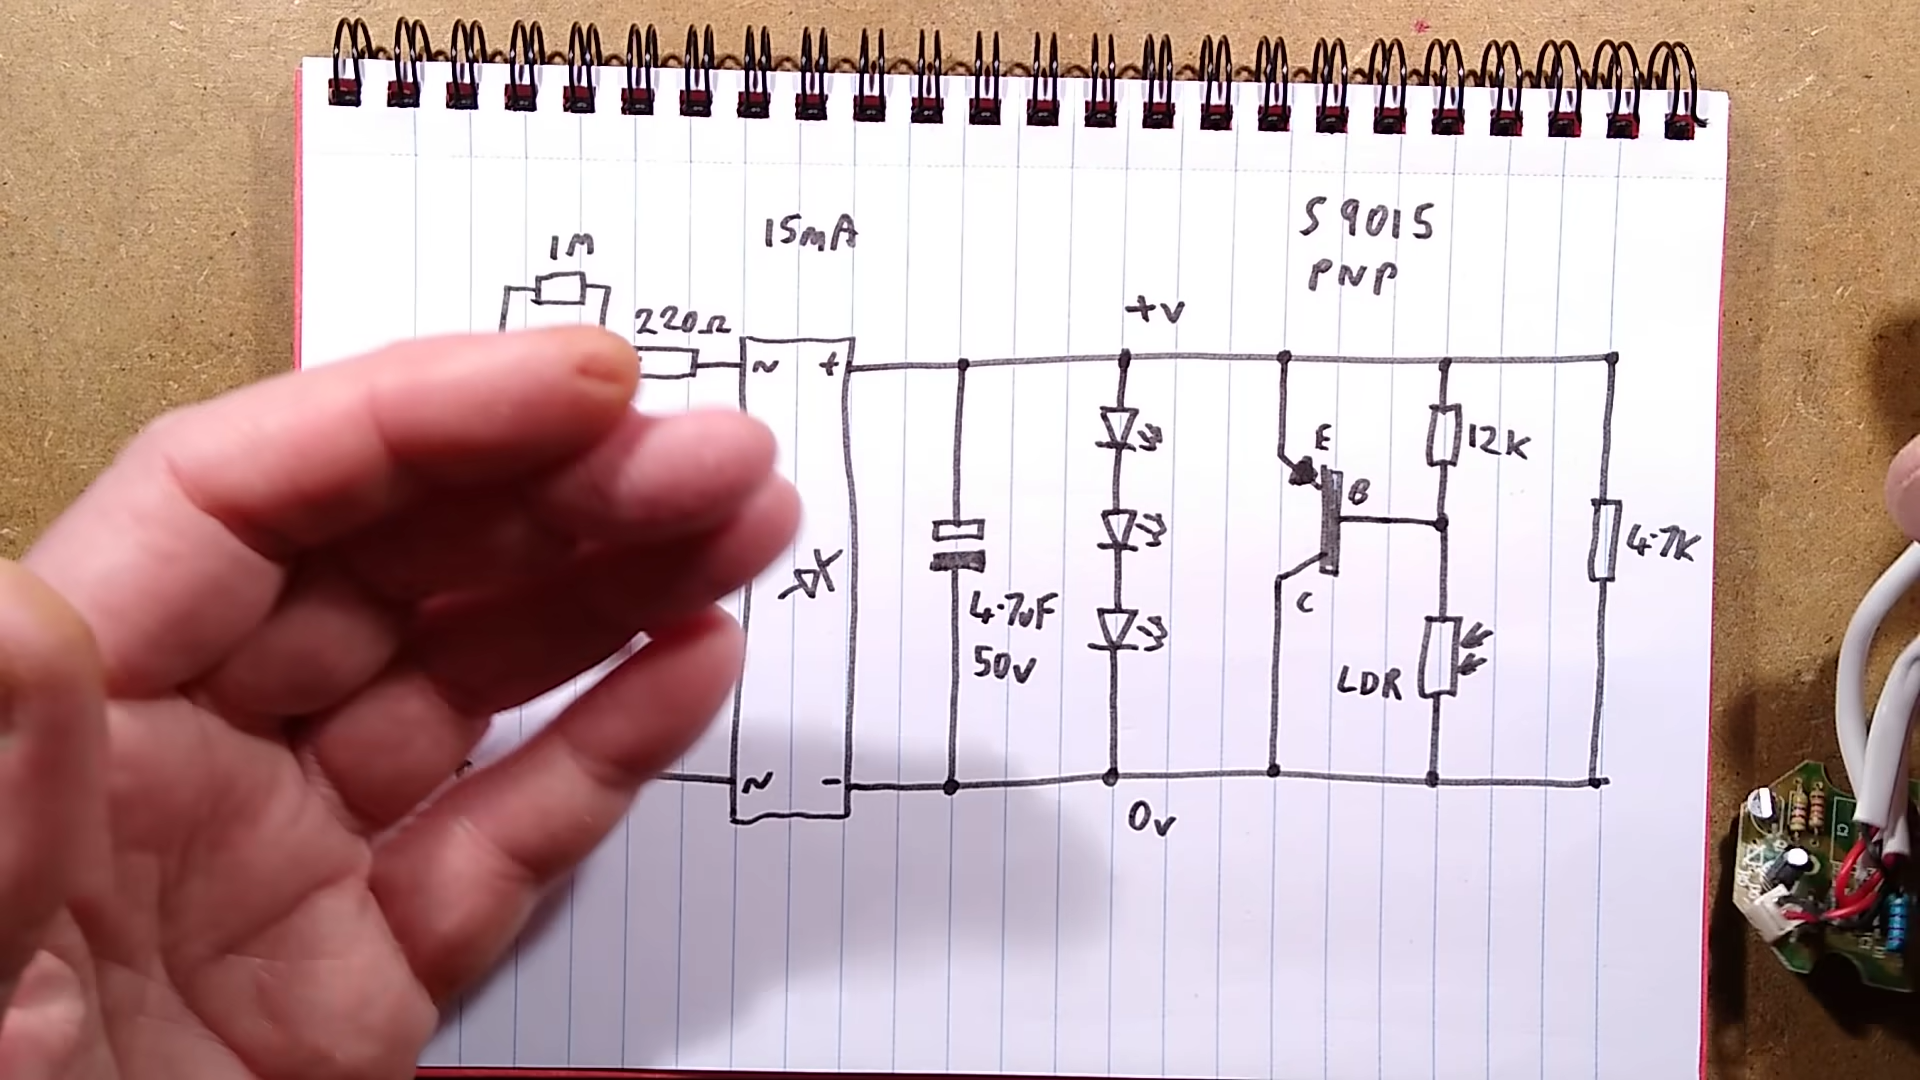 1M
15mA
S9015
PNP
220Ω
+V
~ +
E
12K
B
4.7K
C
4.7uF
50V
LDR
~ -
0v